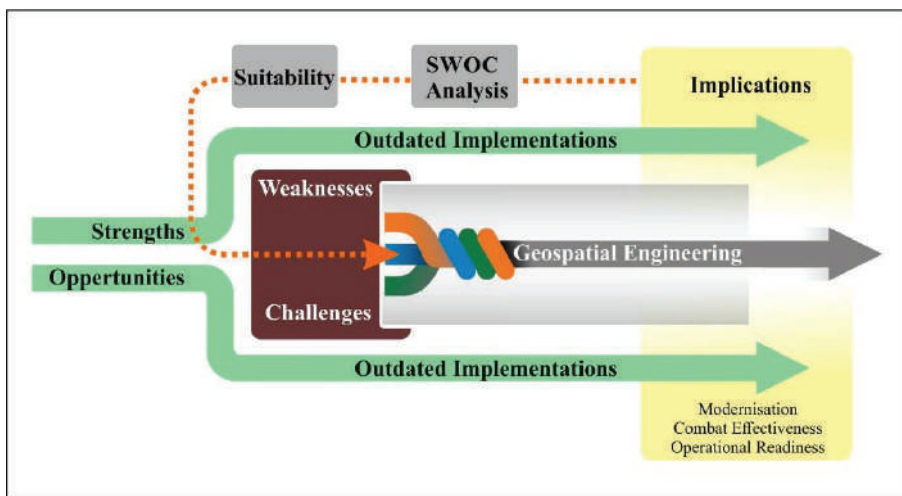 Suitability
SWOC
Analysis
Implications
Outdated Implementations
Weaknesses
Strengths
Geospatial Engineering
Oppertunities
Challenges
Outdated Implementations
Modernisation
Combat Effectiveness
Operational Readiness